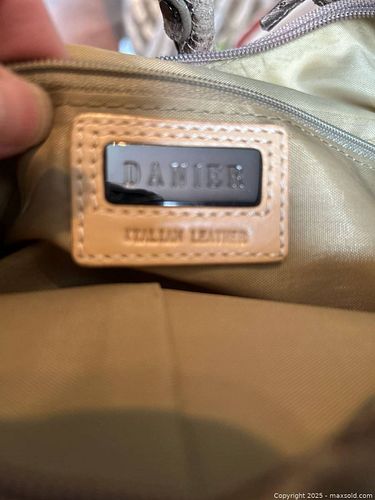 DANIER
ITALIAN LEATHER
Copyright 2025 - maxsold.com